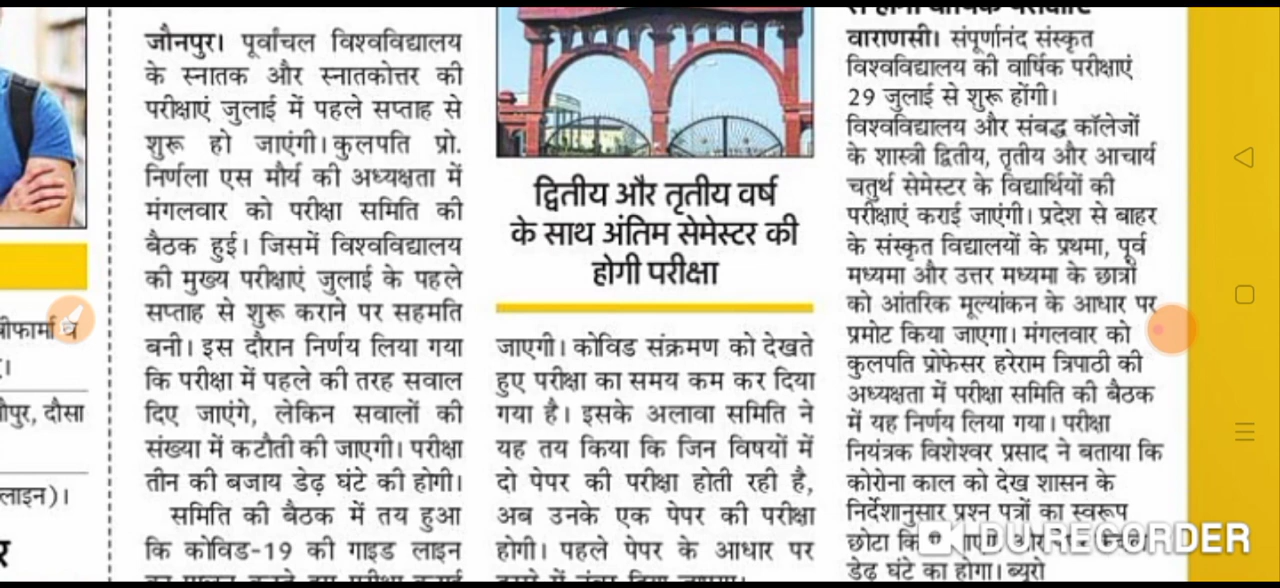 जौनपुर। पूर्वांचल विश्वविद्यालय
के स्नातक और स्नातकोत्तर की
परीक्षाएं जुलाई में पहले सप्ताह से
शुरू हो जाएंगी। कुलपति प्रो.
निर्णला एस मौर्य की अध्यक्षता में
मंगलवार को परीक्षा समिति की
बैठक हुई। जिसमें विश्वविद्यालय
की मुख्य परीक्षाएं जुलाई के पहले
सप्ताह से शुरू कराने पर सहमति
बनी। इस दौरान निर्णय लिया गया
कि परीक्षा में पहले की तरह सवाल
दिए जाएंगे, लेकिन सवालों की
संख्या में कटौती की जाएगी। परीक्षा
तीन की बजाय डेढ़ घंटे की होगी।
समिति की बैठक में तय हुआ
कि कोविड-19 की गाइड लाइन
द्वितीय और तृतीय वर्ष
के साथ अंतिम सेमेस्टर की
होगी परीक्षा
जाएगी। कोविड संक्रमण को देखते
हुए परीक्षा का समय कम कर दिया
गया है। इसके अलावा समिति ने
यह तय किया कि जिन विषयों में
दो पेपर की परीक्षा होती रही है,
अब उनके एक पेपर की परीक्षा
होगी। पहले पेपर के आधार पर
वाराणसी। संपूर्णानंद संस्कृत
विश्वविद्यालय की वार्षिक परीक्षाएं
29 जुलाई से शुरू होंगी।
विश्वविद्यालय और संबद्ध कॉलेजों
के शास्त्री द्वितीय, तृतीय और आचार्य
चतुर्थ सेमेस्टर के विद्यार्थियों की
परीक्षाएं कराई जाएंगी। प्रदेश से बाहर
के संस्कृत विद्यालयों के प्रथमा, पूर्व
मध्यमा और उत्तर मध्यमा के छात्रों
को आंतरिक मूल्यांकन के आधार पर
प्रमोट किया जाएगा। मंगलवार को
कुलपति प्रोफेसर हरेराम त्रिपाठी की
अध्यक्षता में परीक्षा समिति की बैठक
में यह निर्णय लिया गया। परीक्षा
नियंत्रक विशेश्वर प्रसाद ने बताया कि
कोरोना काल को देख शासन के
निर्देशानुसार प्रश्न पत्रों का स्वरूप
छोटा
डेढ़ घंटे का होगा। ब्यूरो
पुर, दौसा
लाइन)।
DU RECORDER